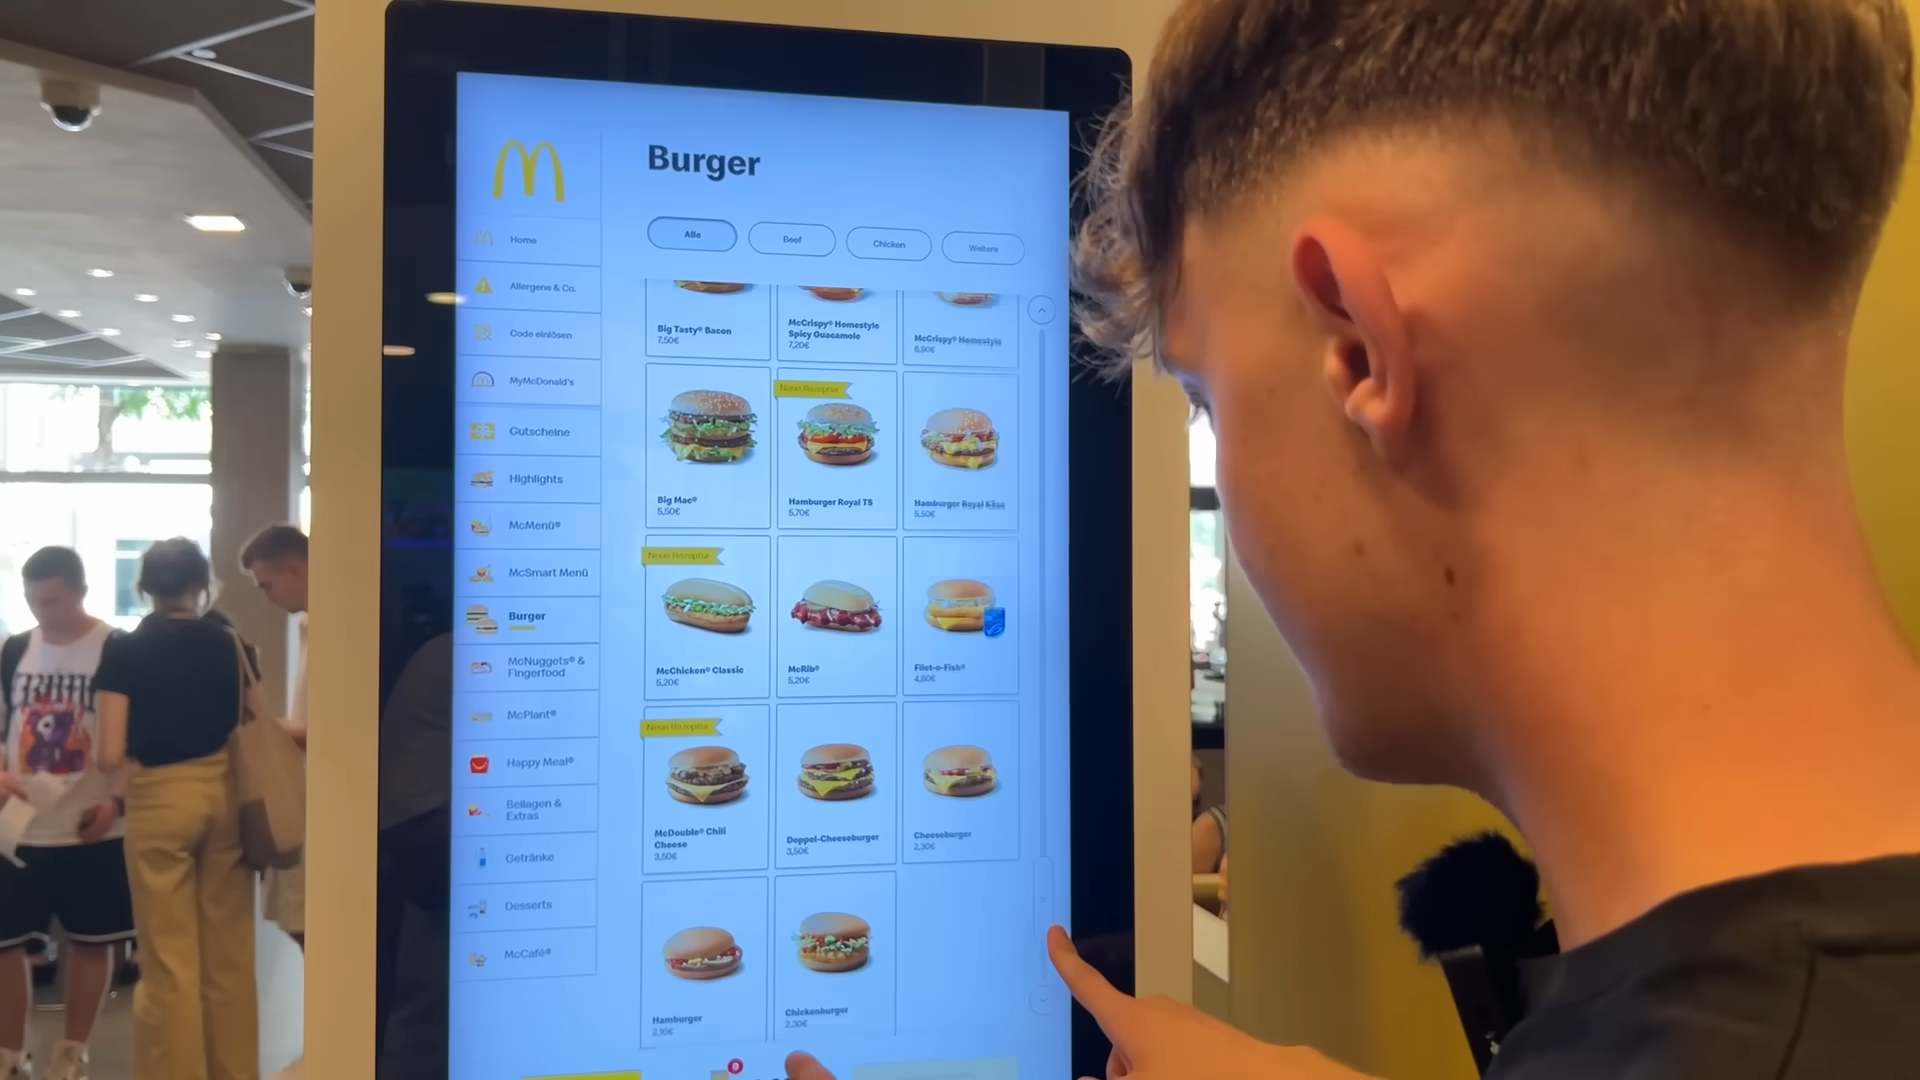 Burger
Alle
Beef
Chicken
Weitere
Home
Allergene & Co.
Code einlösen
MyMcDonald's
Gutscheine
Highlights
McMenü®
McSmart Menü
Burger
McNuggets® &
Fingerfood
McPlant®
Happy Meal®
Beilagen &
Extras
Getränke
Desserts
McCafé®
Big Tasty® Bacon
7,50€
McCrispy® Homestyle
Spicy Guacamole
7,20€
McCrispy® Homestyle
6,90€
Big Mac®
5,50€
Neue Rezeptur
Hamburger Royal TS
5,70€
Hamburger Royal Käse
5,50€
Neue Rezeptur
McChicken® Classic
5,20€
McRib®
5,20€
Filet-o-Fish®
Neue Rezeptur
McDouble® Chili
Cheese
3,50€
Doppel-Cheeseburger
3,50€
Cheeseburger
2,30€
Hamburger
2,10€
Chickenburger
2,30€
0